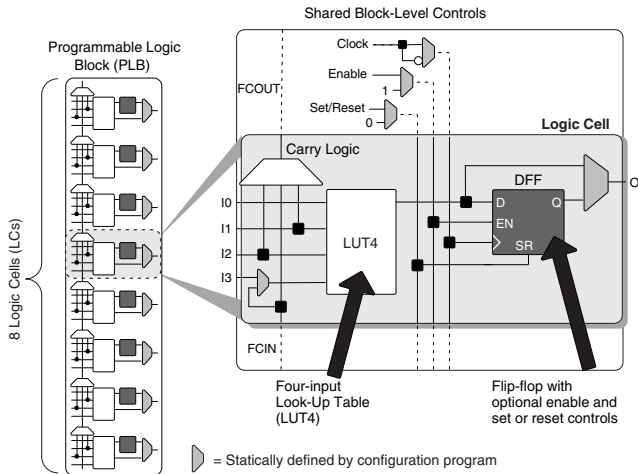 Shared Block-Level Controls
Programmable Logic
Block (PLB)
Clock
Enable
1
FCOUT
Set/Reset
0
Logic Cell
Carry Logic
DFF
I0
I1
I2
I3
LUT4
D
Q
EN
SR
O
8 Logic Cells (LCs)
FCIN
Four-input
Look-Up Table
(LUT4)
Flip-flop with
optional enable and
set or reset controls
= Statically defined by configuration program